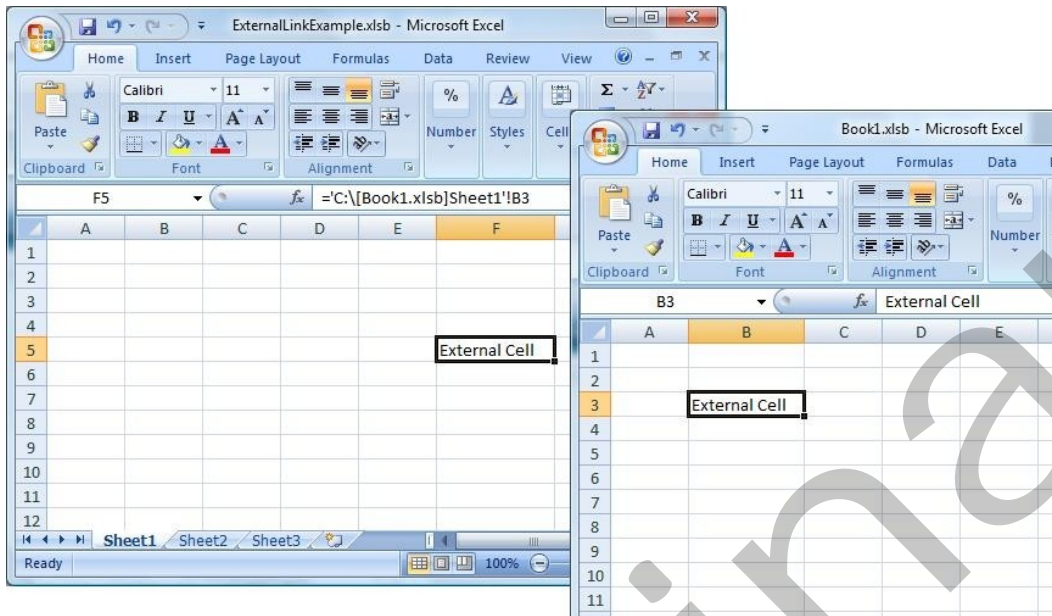 ExternalLinkExample.xlsb - Microsoft Excel
Home Insert Page Layout Formulas Data Review View
Calibri 11
Paste
B I U A A
Number Styles Cell
Clipboard Font Alignment
F5 fx ='C:\[Book1.xlsb]Sheet1'!B3
A B C D E F
1
2
3
4
5 External Cell
6
7
8
9
10
11
12
Sheet1 Sheet2 Sheet3
Ready 100%
Book1.xlsb - Microsoft Excel
Home Insert Page Layout Formulas Data
Calibri 11
Paste
B I U A A
Number
Clipboard Font Alignment
B3 fx External Cell
A B C D E
1
2
3 External Cell
4
5
6
7
8
9
10
11